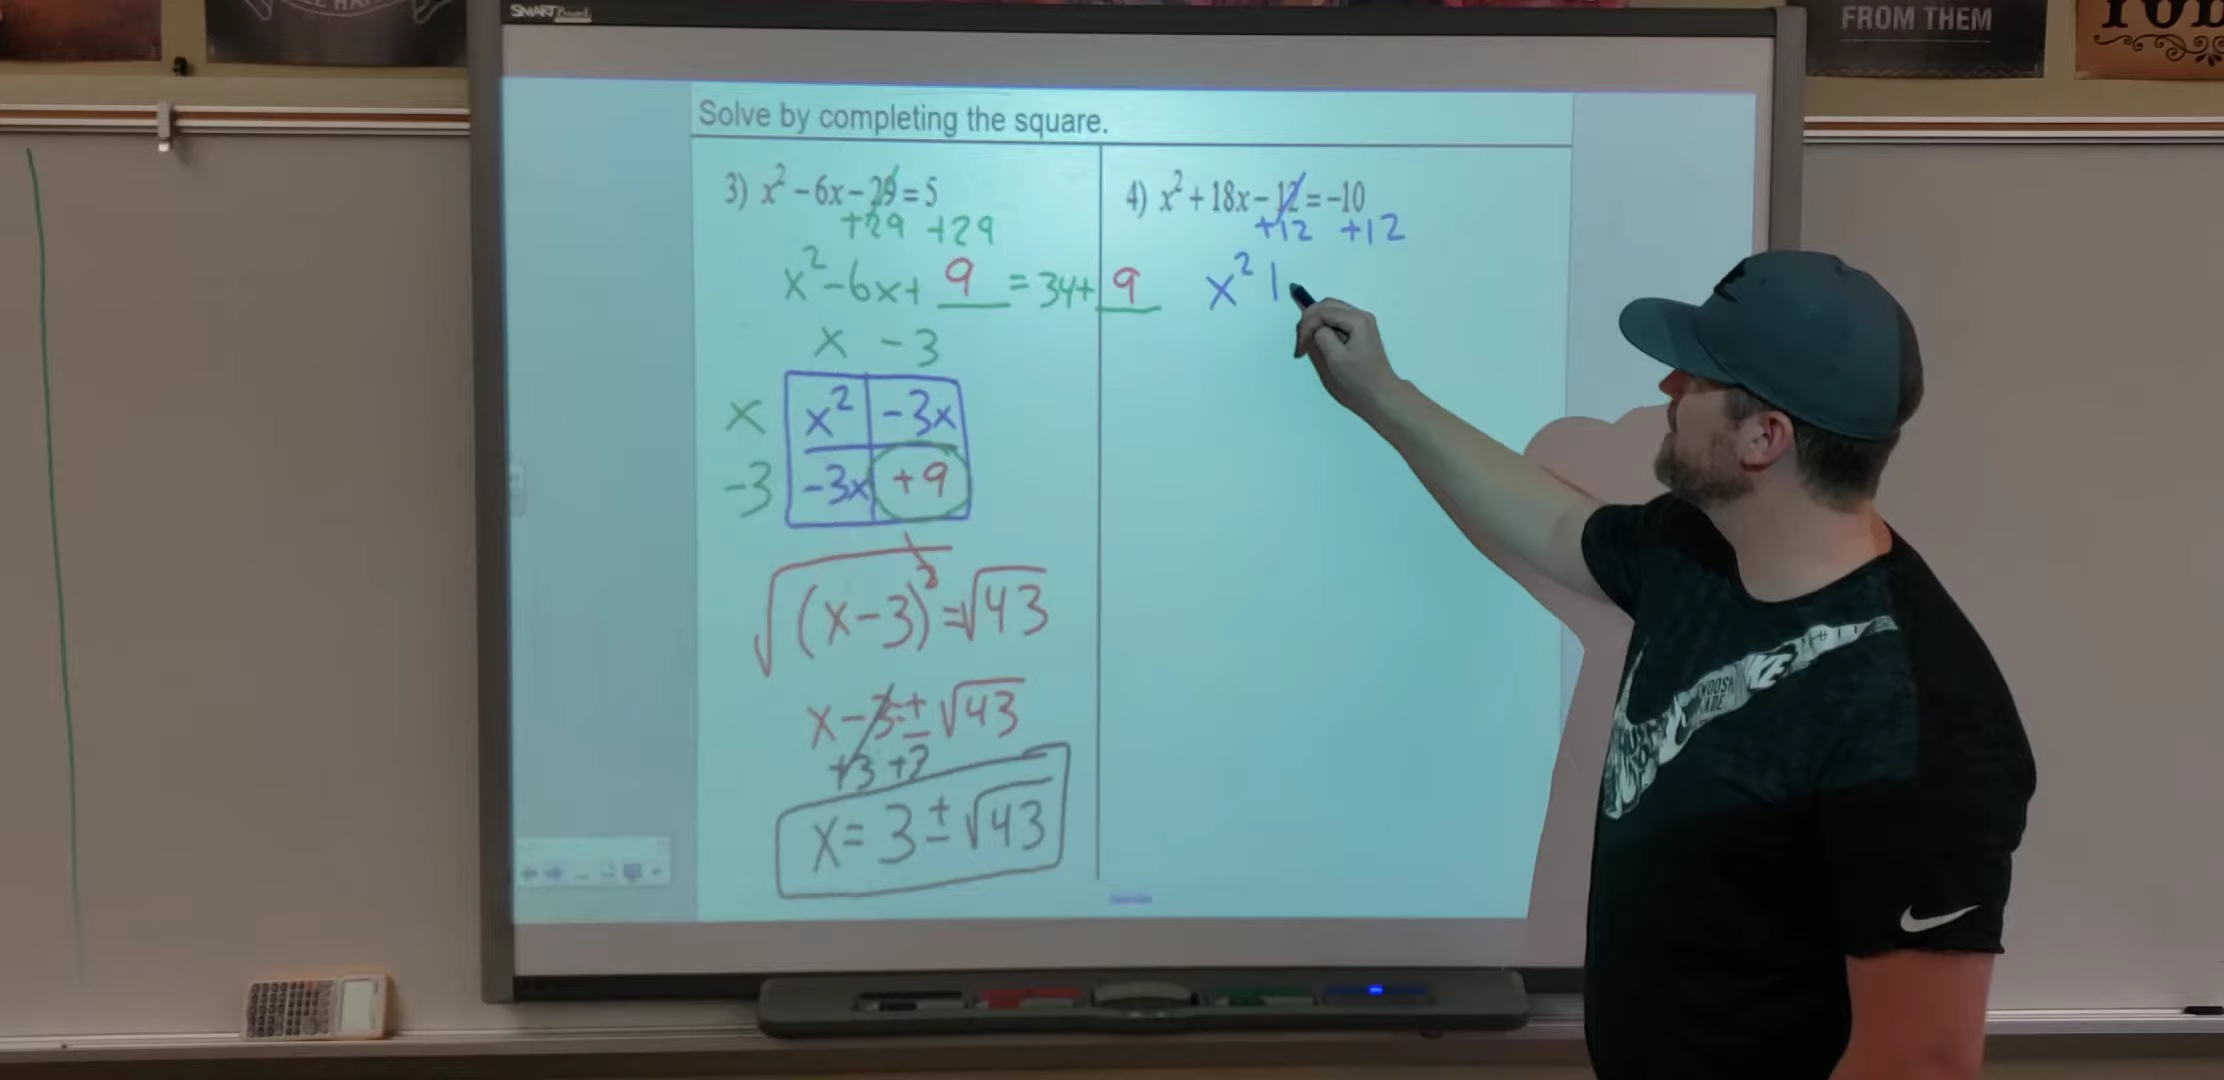 FROM THEM
SMART Board
Solve by completing the square.
3) x² − 6x − 29 = 5
+29 +29
x² − 6x + 9 = 34 + 9
x −3
x x² −3x
−3 −3x +9
√(x−3)² = √43
x − 3 = ± √43
+3 +3
x = 3 ± √43
4) x² + 18x − 12 = −10
+12 +12
x² |